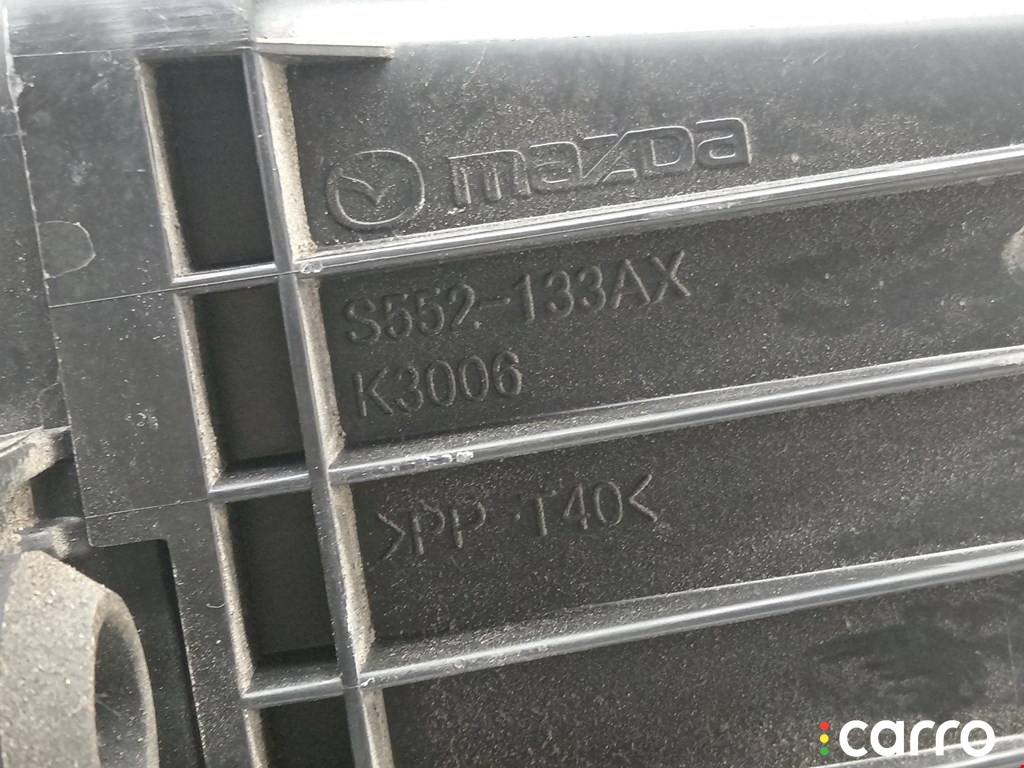 mazda
S552-133AX
K3006
>PP-T40<
carro